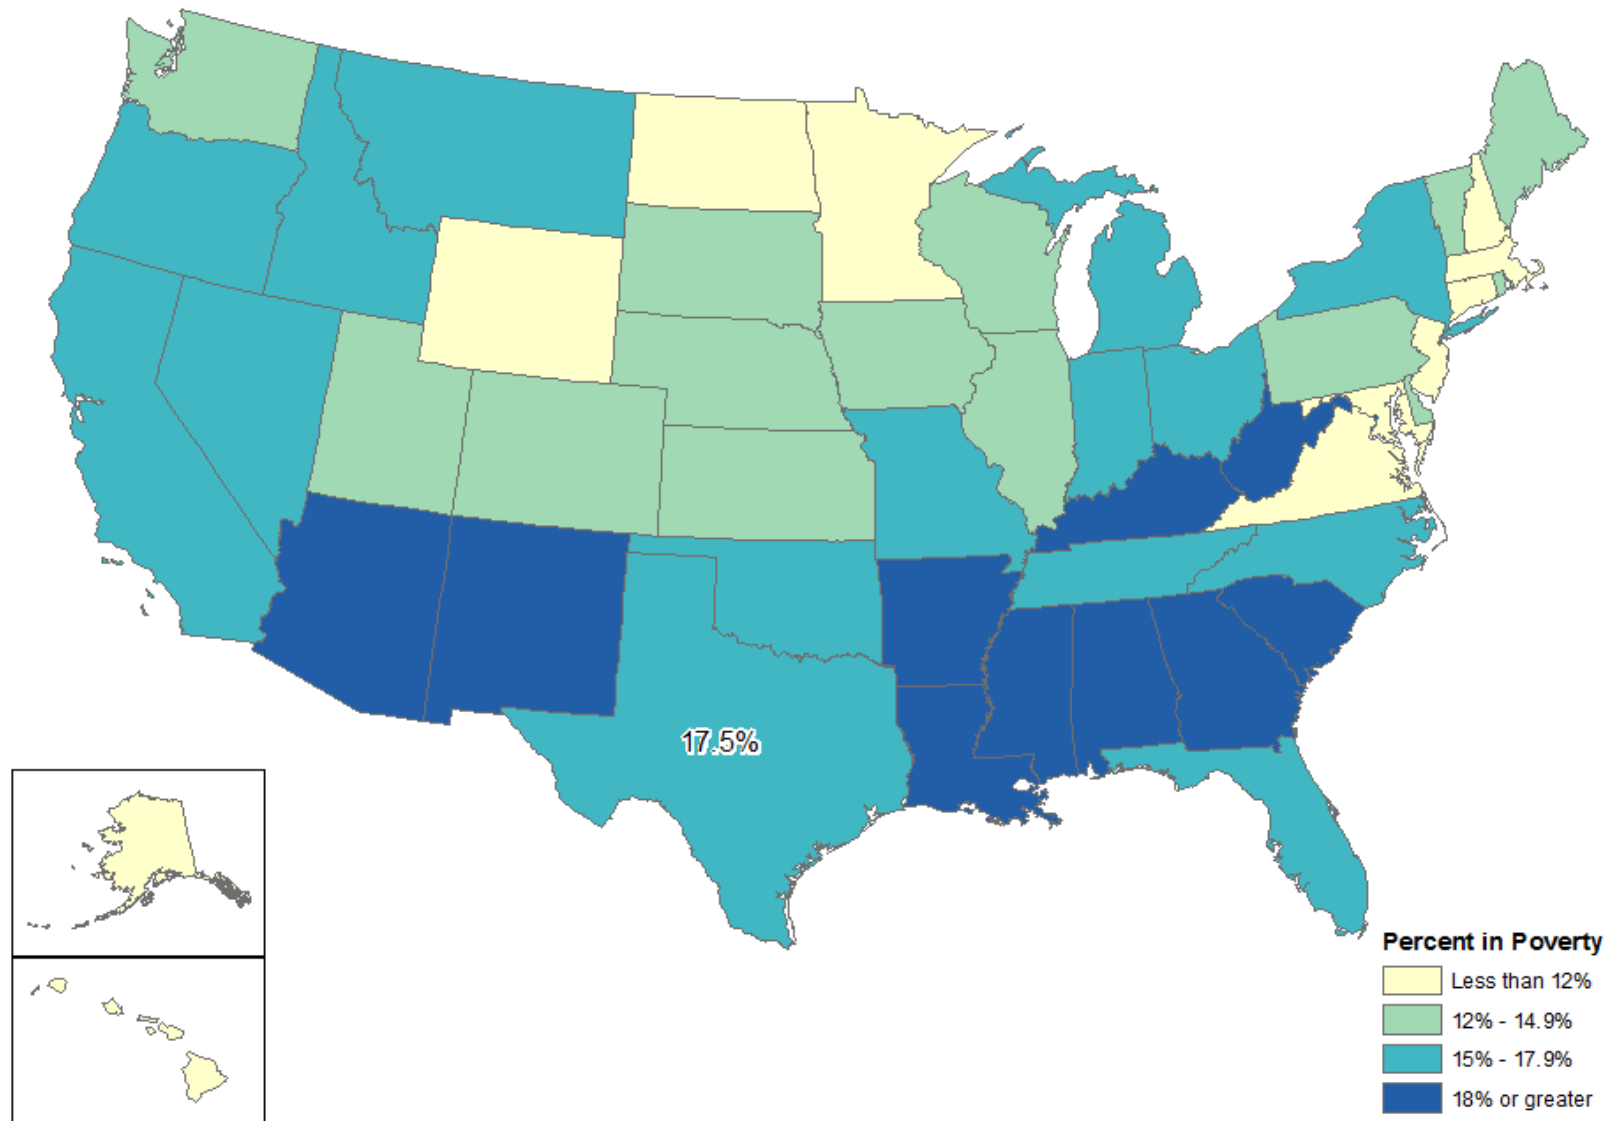 17.5%
Percent in Poverty
Less than 12%
12% - 14.9%
15% - 17.9%
18% or greater